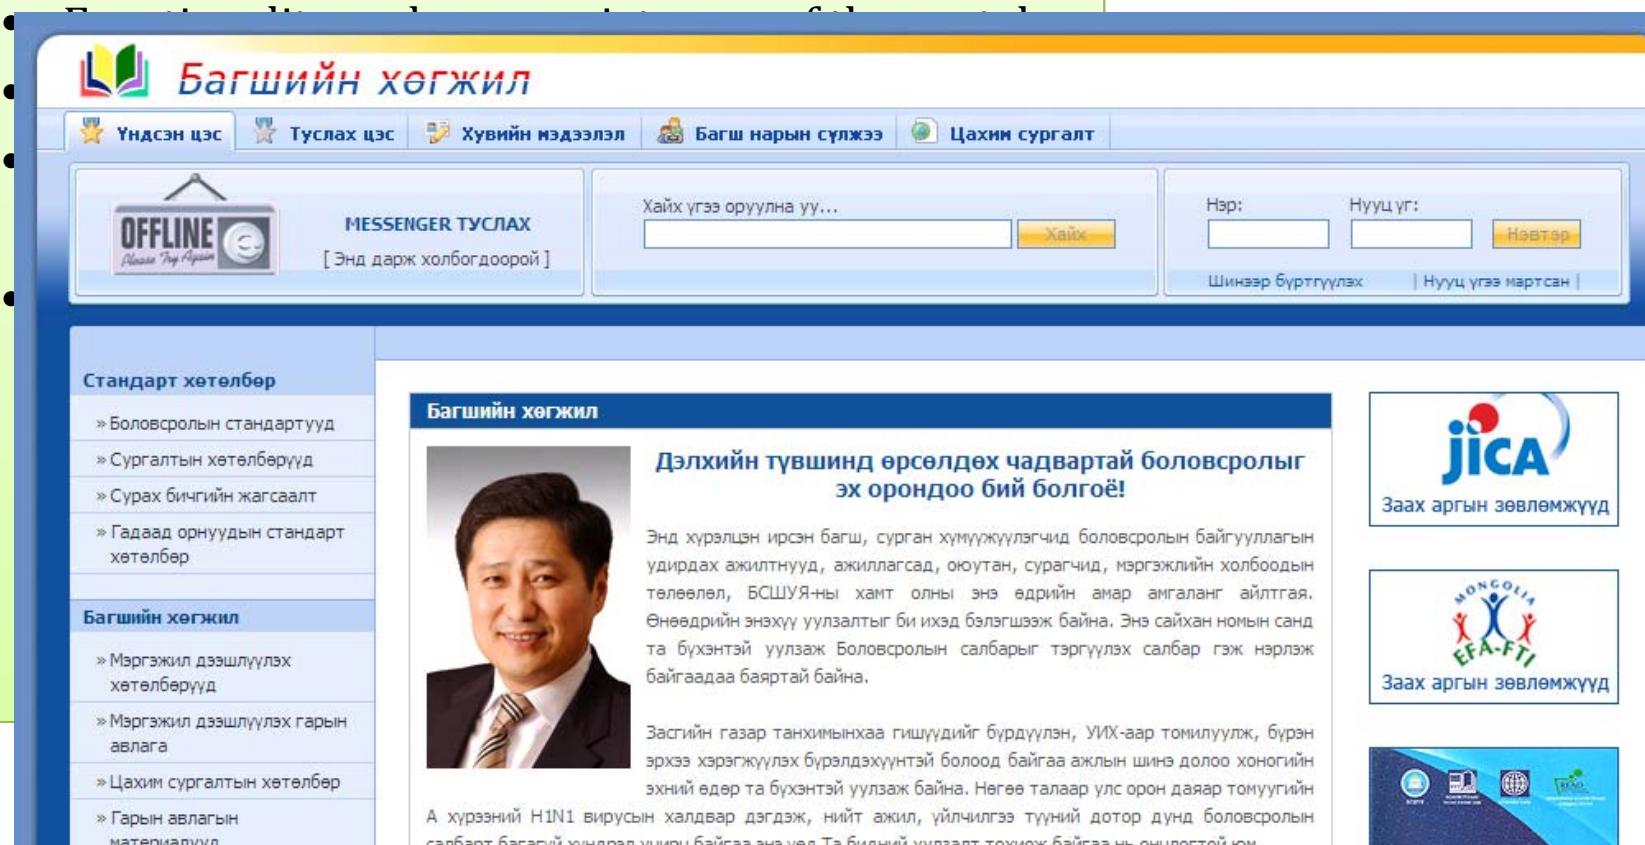 Багшийн хөгжил
Үндсэн цэс
Туслах цэс
Хувийн мэдээлэл
Багш нарын сүлжээ
Цахим сургалт
OFFLINE
Please Try Again
MESSENGER ТУСЛАХ
[ Энд дарж холбогдоорой ]
Хайх үгээ оруулна уу...
Хайх
Нэр:
Нууц үг:
Нэвтэр
Шинээр бүртгүүлэх
| Нууц үгээ мартсан |
Стандарт хөтөлбөр
» Боловсролын стандартууд
» Сургалтын хөтөлбөрүүд
» Сурах бичгийн жагсаалт
» Гадаад орнуудын стандарт
хөтөлбөр
Багшийн хөгжил
» Мэргэжил дээшлүүлэх
хөтөлбөрүүд
» Мэргэжил дээшлүүлэх гарын
авлага
» Цахим сургалтын хөтөлбөр
» Гарын авлагын
материалууд
Багшийн хөгжил
Дэлхийн түвшинд өрсөлдөх чадвартай боловсролыг
эх орондоо бий болгоё!
Энд хүрэлцэн ирсэн багш, сурган хүмүүжүүлэгчид боловсролын байгууллагын
удирдах ажилтнууд, ажиллагсад, оюутан, сурагчид, мэргэжлийн холбоодын
төлөөлөл, БСШУЯ-ны хамт олны энэ өдрийн амар амгаланг айлтгая.
Өнөөдрийн энэхүү уулзалтыг би ихэд бэлэгшээж байна. Энэ сайхан номын санд
та бүхэнтэй уулзаж Боловсролын салбарыг тэргүүлэх салбар гэж нэрлэж
байгаадаа баяртай байна.
Засгийн газар танхимынхаа гишүүдийг бүрдүүлэн, УИХ-аар томилуулж, бүрэн
эрхээ хэрэгжүүлэх бүрэлдэхүүнтэй болоод байгаа ажлын шинэ долоо хоногийн
эхний өдөр та бүхэнтэй уулзаж байна. Нөгөө талаар улс орон даяар томуугийн
А хүрээний H1N1 вирусын халдвар дэгдэж, нийт ажил, үйлчилгээ түүний дотор дунд боловсролын
jica
Заах аргын зөвлөмжүүд
MONGOLIA
EFA-FTI
Заах аргын зөвлөмжүүд